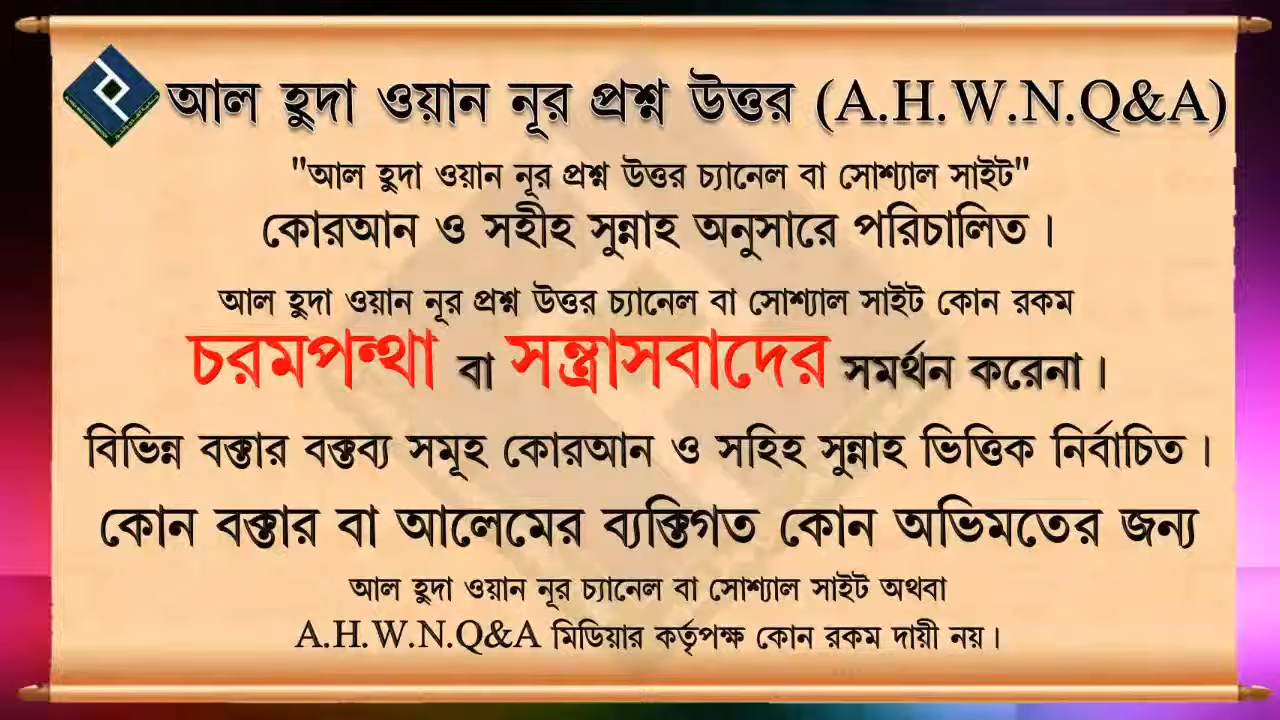 আল হুদা ওয়ান নূর প্রশ্ন উত্তর (A.H.W.N.Q&A)
"আল হুদা ওয়ান নূর প্রশ্ন উত্তর চ্যানেল বা সোশ্যাল সাইট"
কোরআন ও সহীহ সুন্নাহ অনুসারে পরিচালিত।
আল হুদা ওয়ান নূর প্রশ্ন উত্তর চ্যানেল বা সোশ্যাল সাইট কোন রকম
চরমপন্থা বা সন্ত্রাসবাদের সমর্থন করেনা।
বিভিন্ন বক্তার বক্তব্য সমূহ কোরআন ও সহিহ সুন্নাহ ভিত্তিক নির্বাচিত।
কোন বক্তার বা আলেমের ব্যক্তিগত কোন অভিমতের জন্য
আল হুদা ওয়ান নূর চ্যানেল বা সোশ্যাল সাইট অথবা
A.H.W.N.Q&A মিডিয়ার কর্তৃপক্ষ কোন রকম দায়ী নয়।